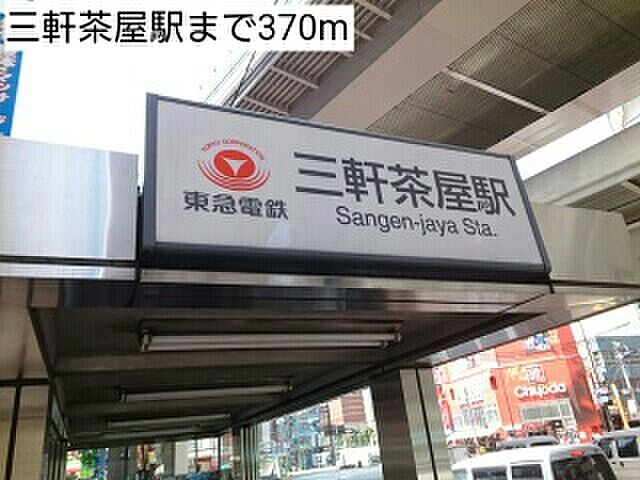 三軒茶屋駅まで370m
TOKYU CORPORATION
東急電鉄
三軒茶屋駅
Sangen-jaya Sta.